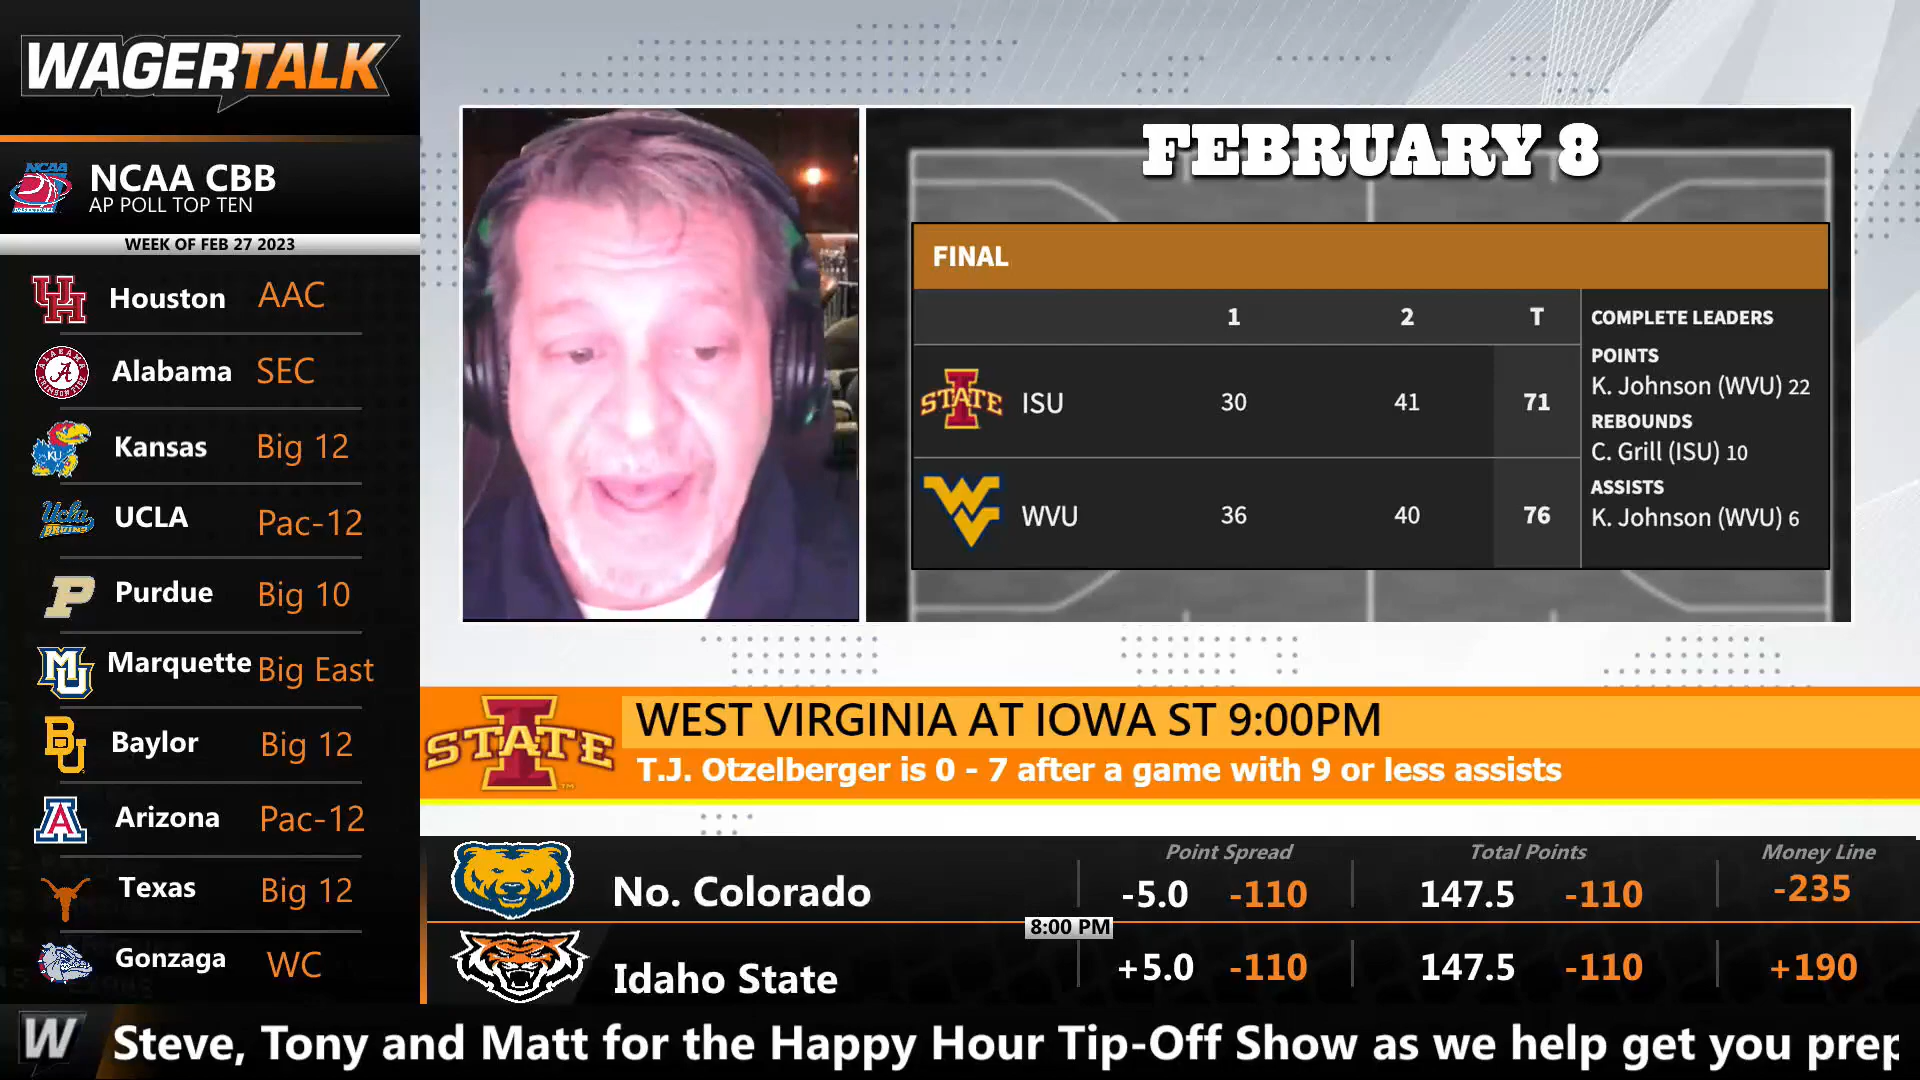 WAGERTALK
NCAA CBB
AP POLL TOP TEN
WEEK OF FEB 27 2023
Houston AAC
Alabama SEC
Kansas Big 12
UCLA Pac-12
Purdue Big 10
Marquette Big East
Baylor Big 12
Arizona Pac-12
Texas Big 12
Gonzaga WC
FEBRUARY 8
FINAL
1 2 T
ISU 30 41 71
WVU 36 40 76
COMPLETE LEADERS
POINTS
K. Johnson (WVU) 22
REBOUNDS
C. Grill (ISU) 10
ASSISTS
K. Johnson (WVU) 6
STATE
WEST VIRGINIA AT IOWA ST 9:00PM
T.J. Otzelberger is 0 - 7 after a game with 9 or less assists
Point Spread Total Points Money Line
No. Colorado -5.0 -110 147.5 -110 -235
8:00 PM
Idaho State +5.0 -110 147.5 -110 +190
W Steve, Tony and Matt for the Happy Hour Tip-Off Show as we help get you prep